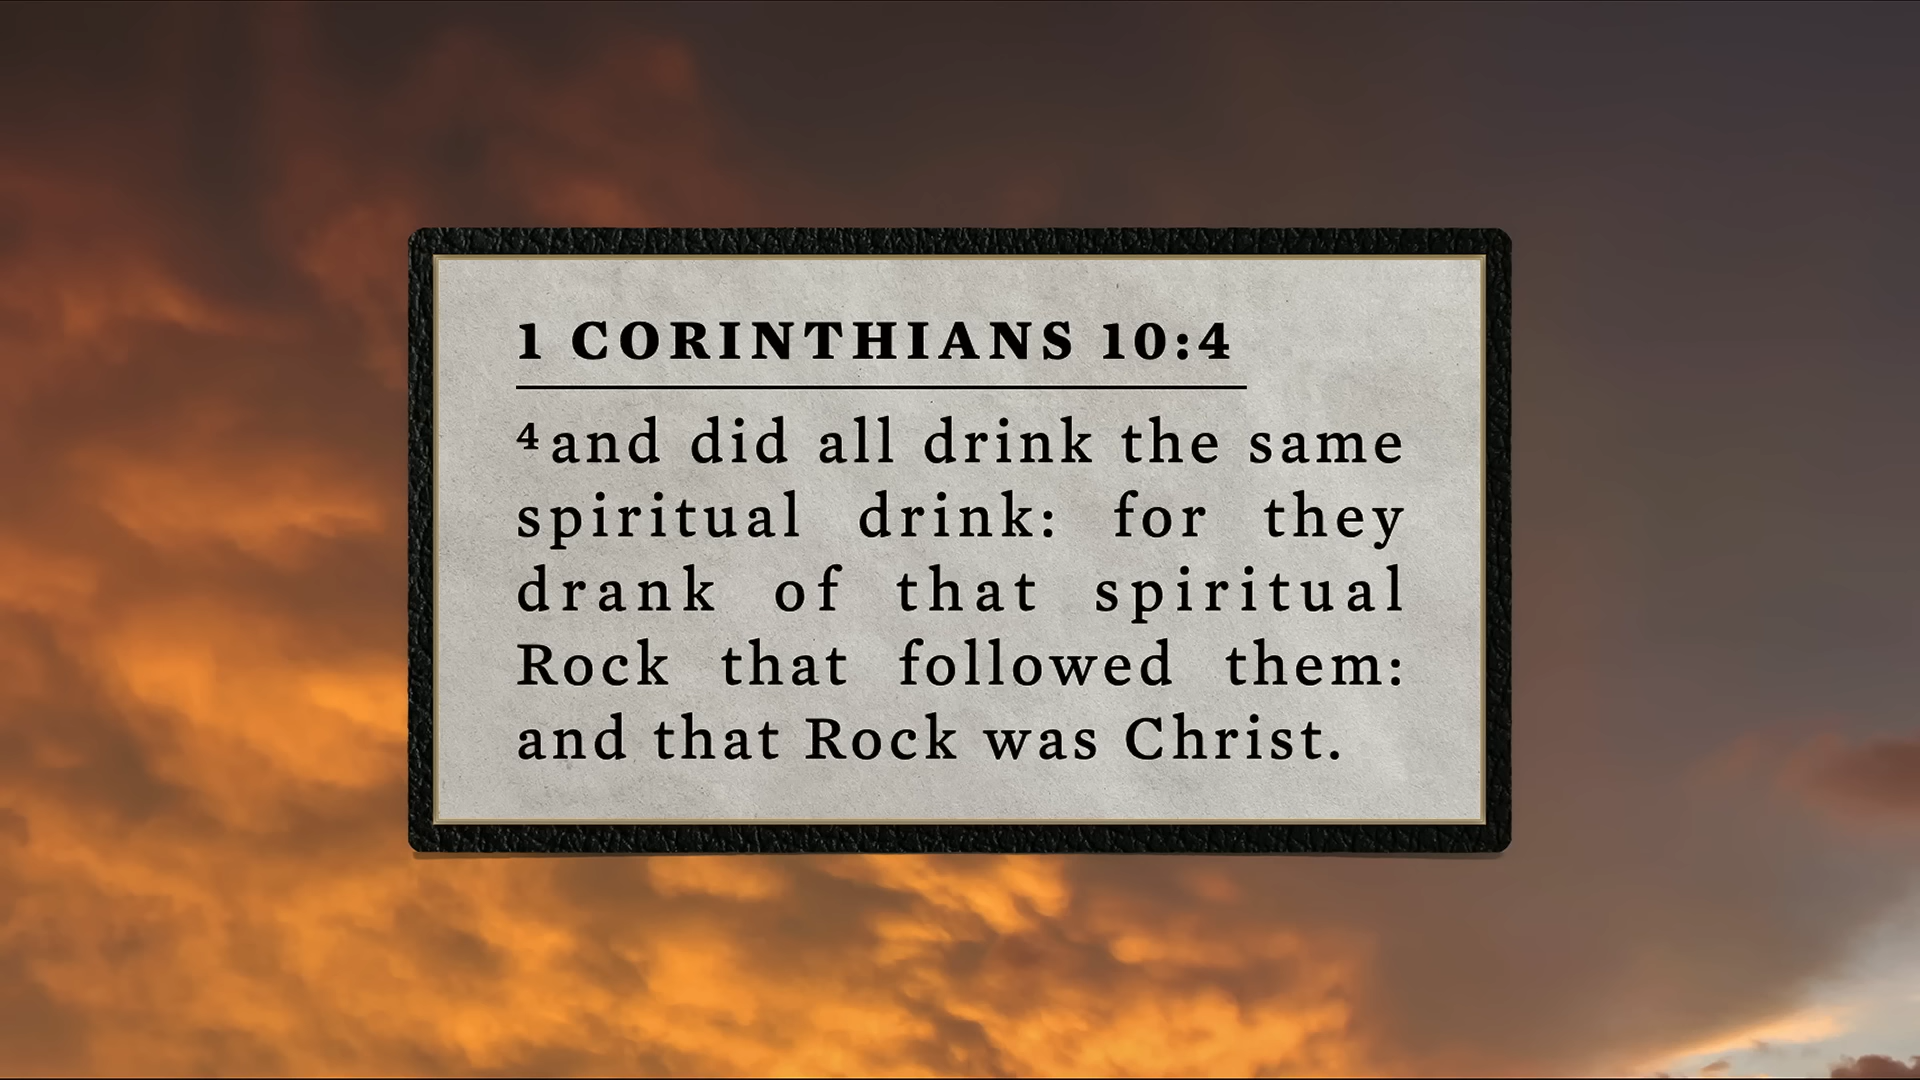 1 CORINTHIANS 10:4
4 and did all drink the same
spiritual drink: for they
drank of that spiritual
Rock that followed them:
and that Rock was Christ.